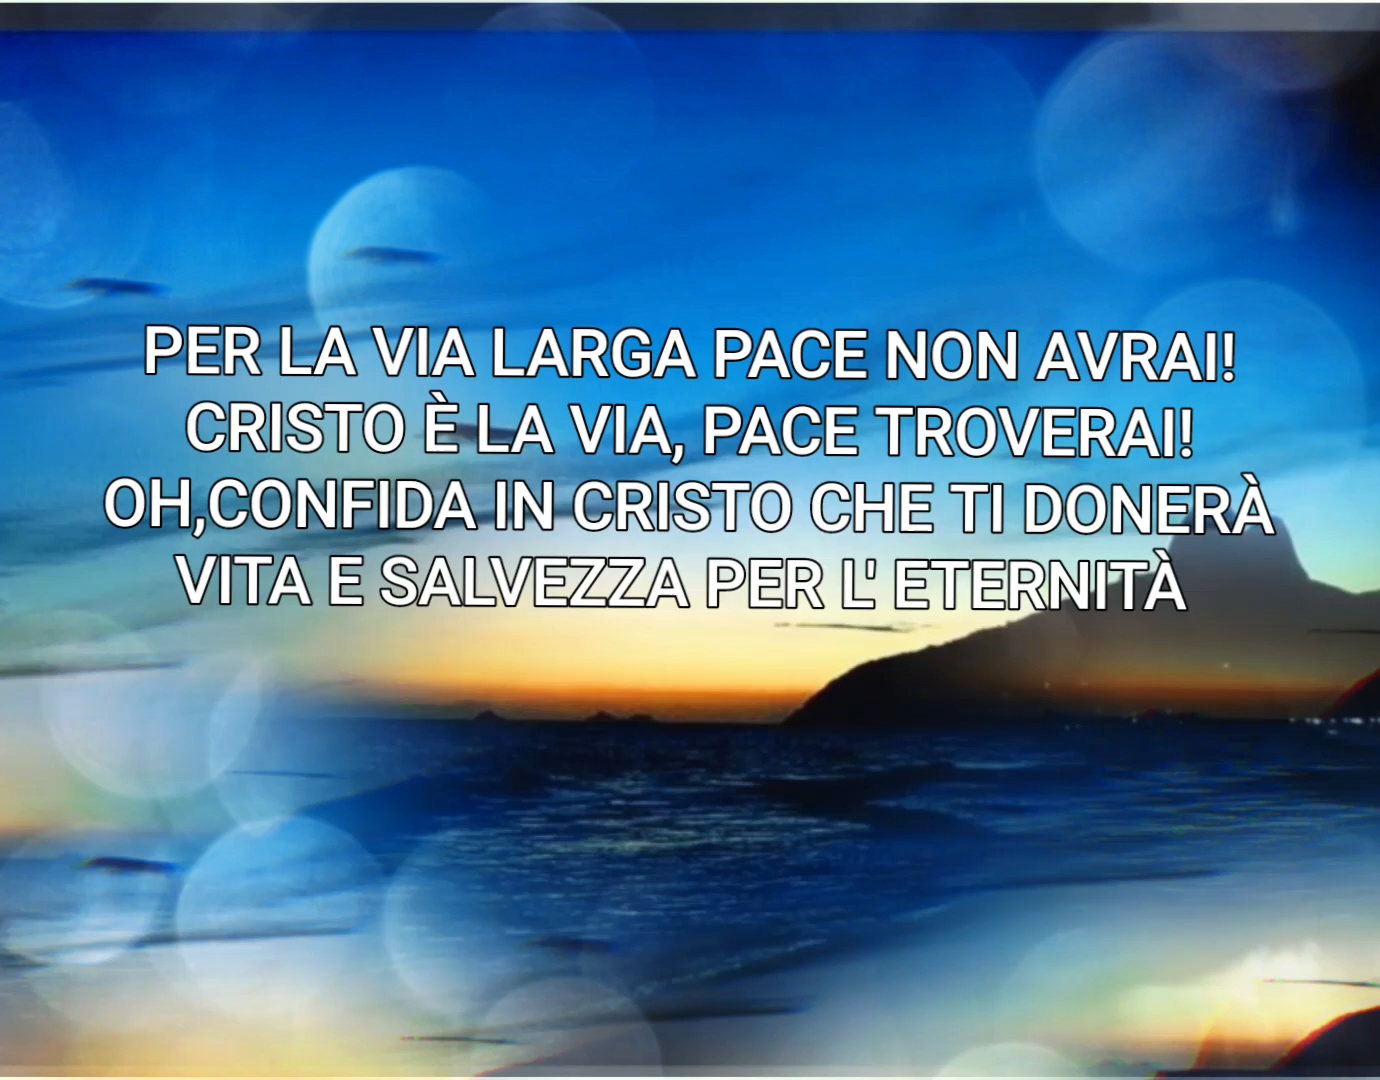 PER LA VIA LARGA PACE NON AVRAI!
CRISTO È LA VIA, PACE TROVERAI!
OH,CONFIDA IN CRISTO CHE TI DONERÀ
VITA E SALVEZZA PER L' ETERNITÀ